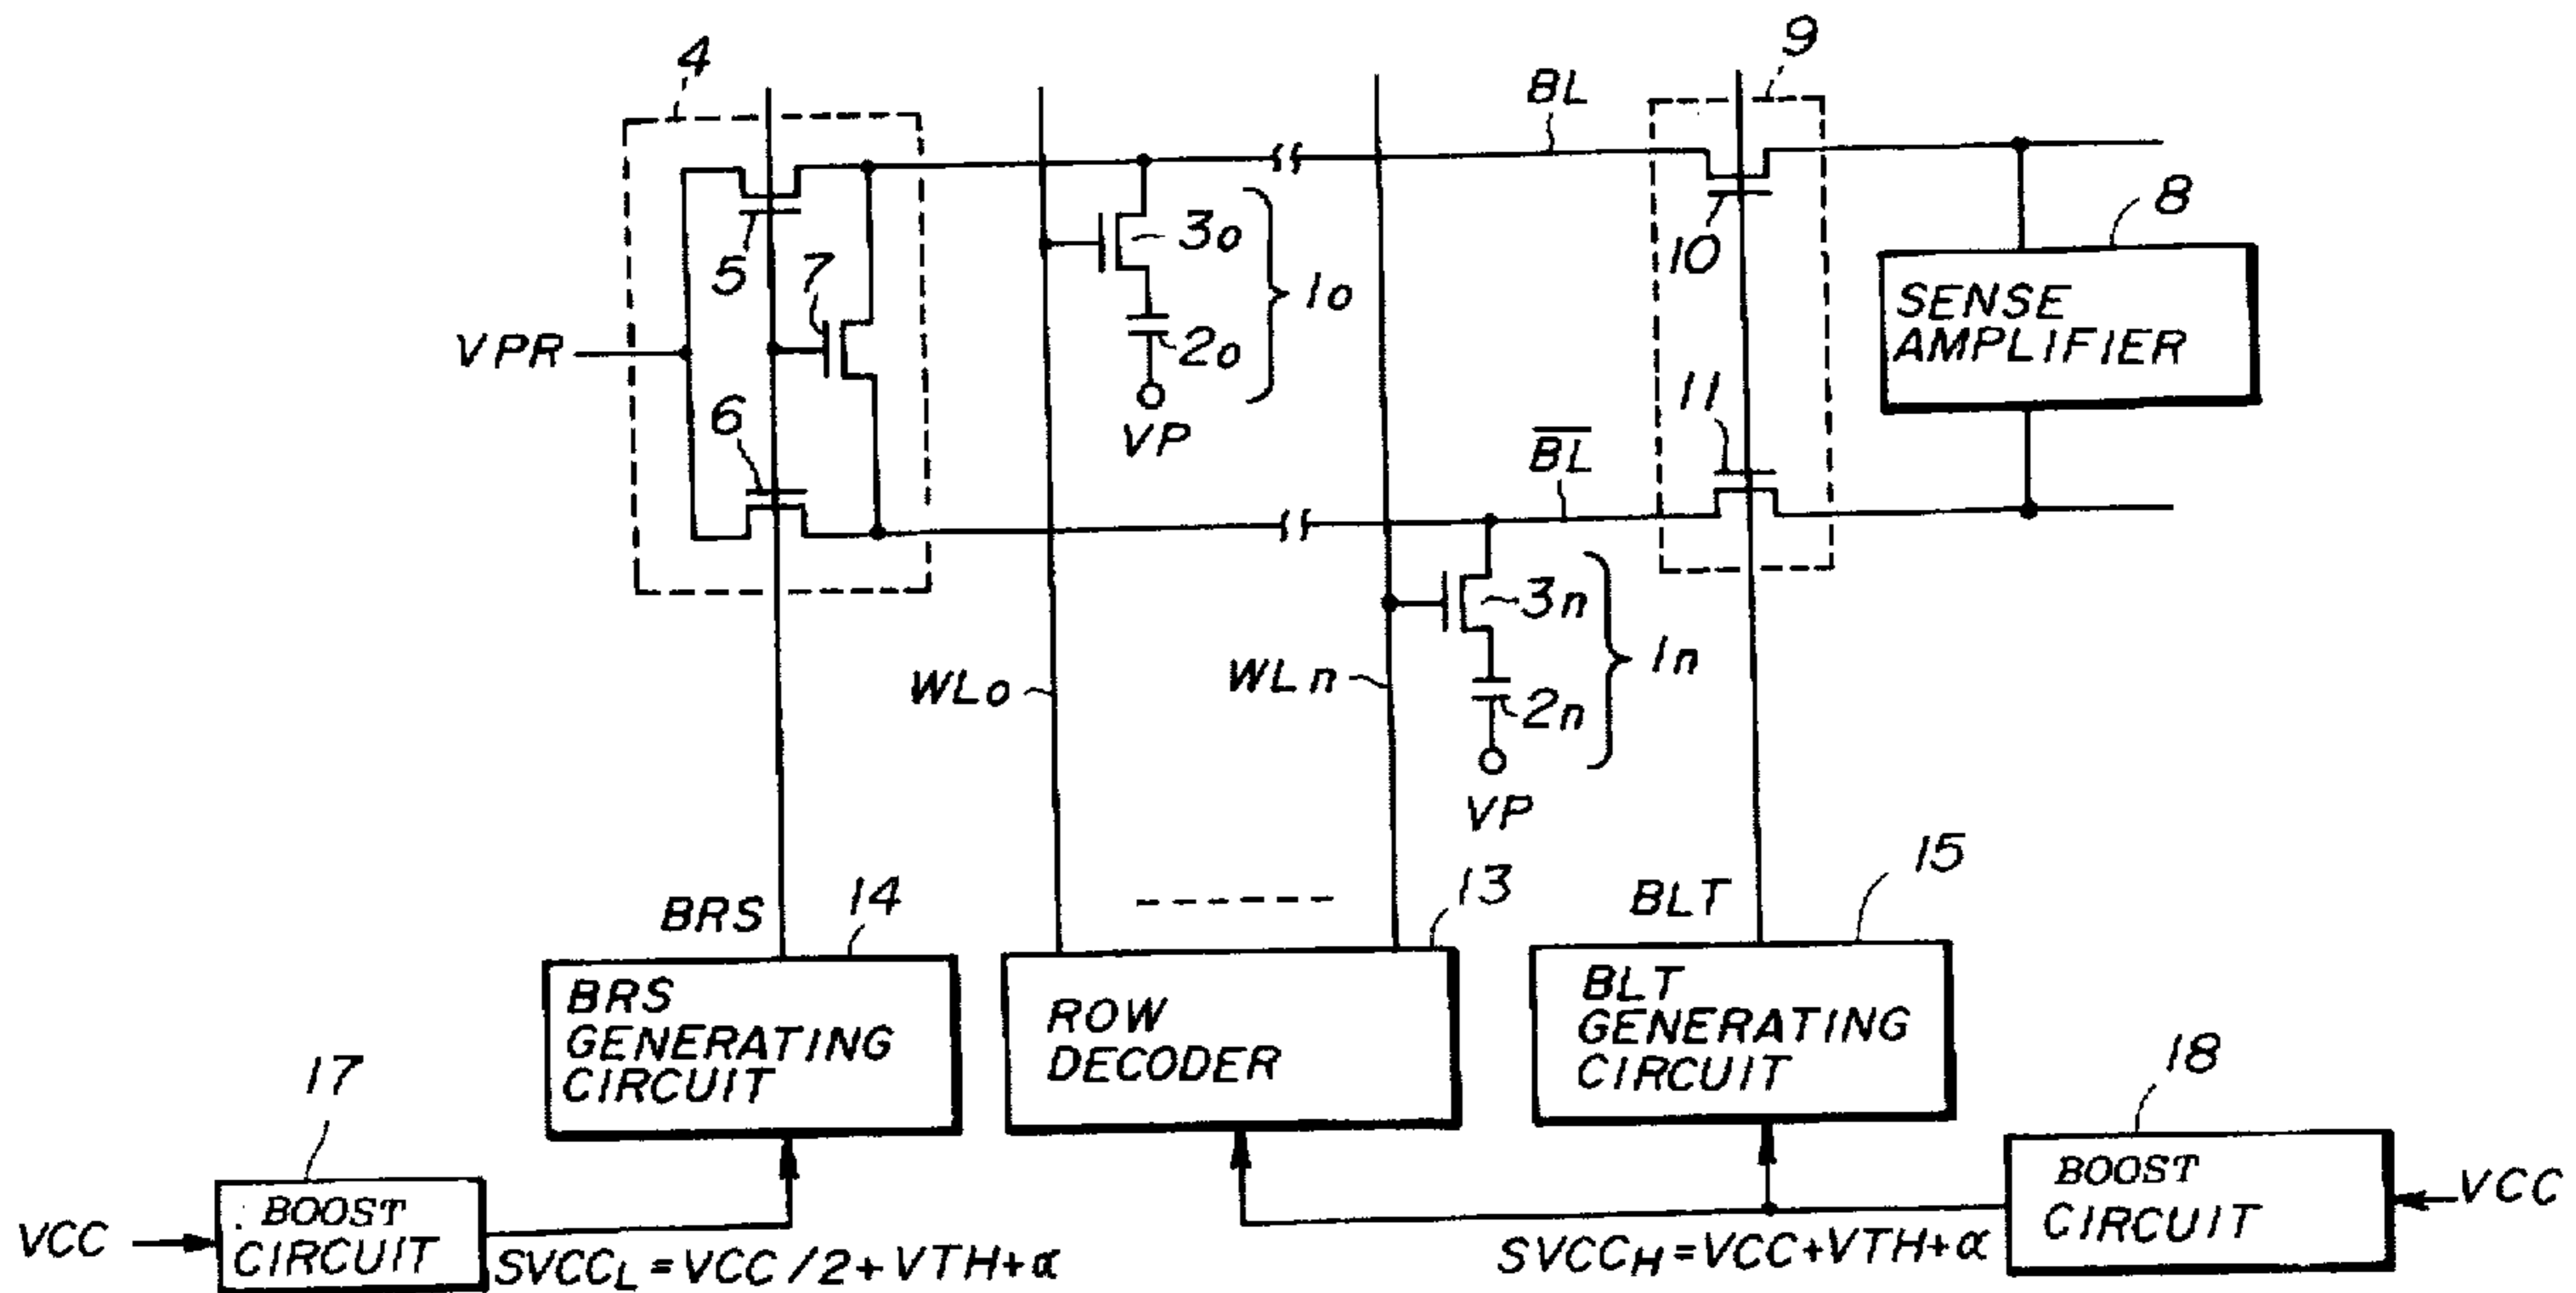 4
9
BL
5
7
3o
1o
10
8
SENSE
AMPLIFIER
VPR
2o
VP
6
11
B̅L̅
3n
1n
WLo
WLn
2n
VP
BRS
14
13
BLT
15
BRS
GENERATING
CIRCUIT
ROW
DECODER
BLT
GENERATING
CIRCUIT
17
18
VCC
BOOST
CIRCUIT
SVCCL = VCC/2+VTH+α
SVCCH = VCC+VTH+α
BOOST
CIRCUIT
VCC